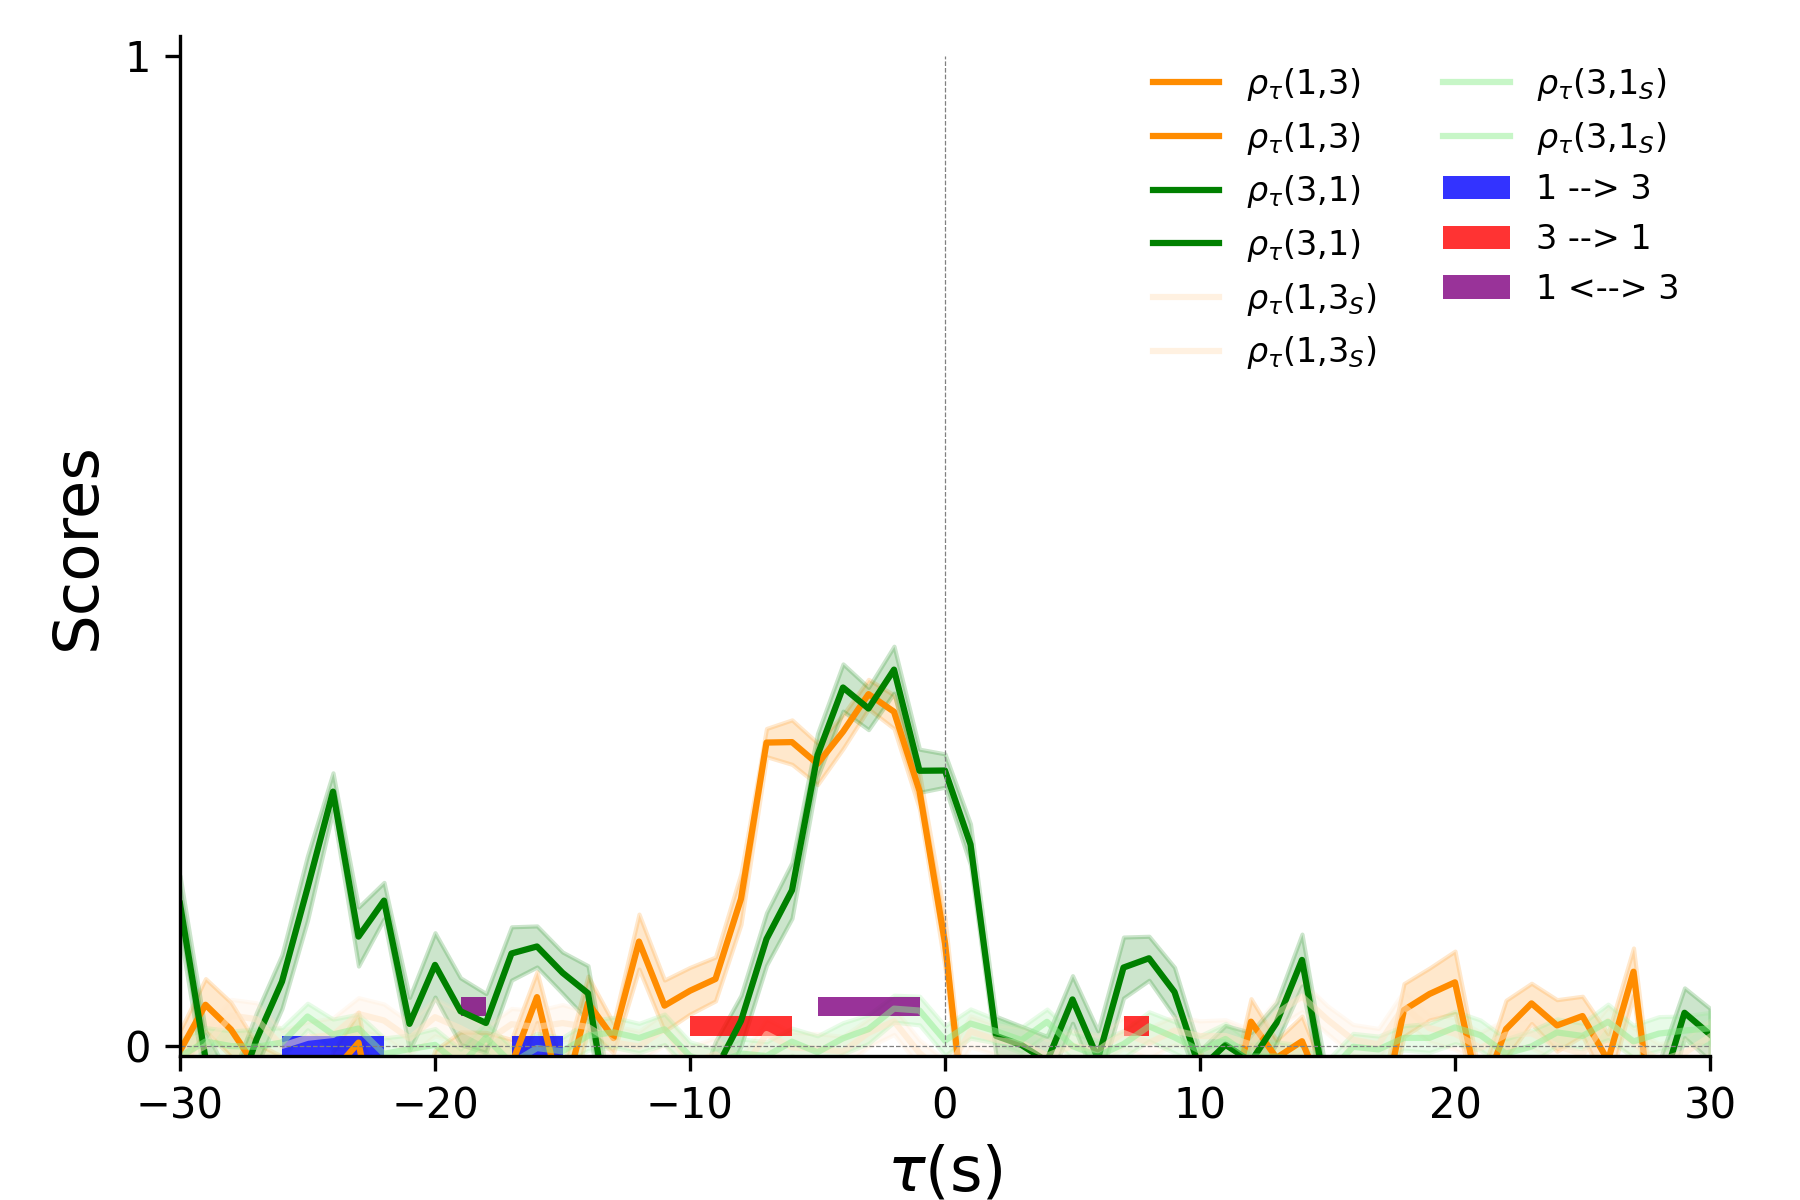 Scores
1
0
ρτ(1,3)
ρτ(1,3)
ρτ(3,1)
ρτ(3,1)
ρτ(1,3S)
ρτ(1,3S)
ρτ(3,1S)
ρτ(3,1S)
1 --> 3
3 --> 1
1 <--> 3
−30 −20 −10 0 10 20 30
τ(s)